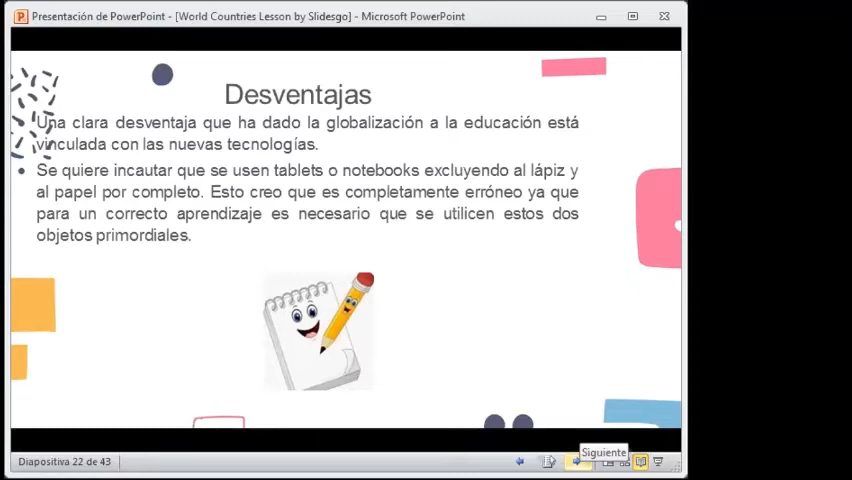 Presentación de PowerPoint - [World Countries Lesson by Slidesgo] - Microsoft PowerPoint
Desventajas
• Una clara desventaja que ha dado la globalización a la educación está
vinculada con las nuevas tecnologías.
• Se quiere incautar que se usen tablets o notebooks excluyendo al lápiz y
al papel por completo. Esto creo que es completamente erróneo ya que
para un correcto aprendizaje es necesario que se utilicen estos dos
objetos primordiales.
Siguiente
Diapositiva 22 de 43